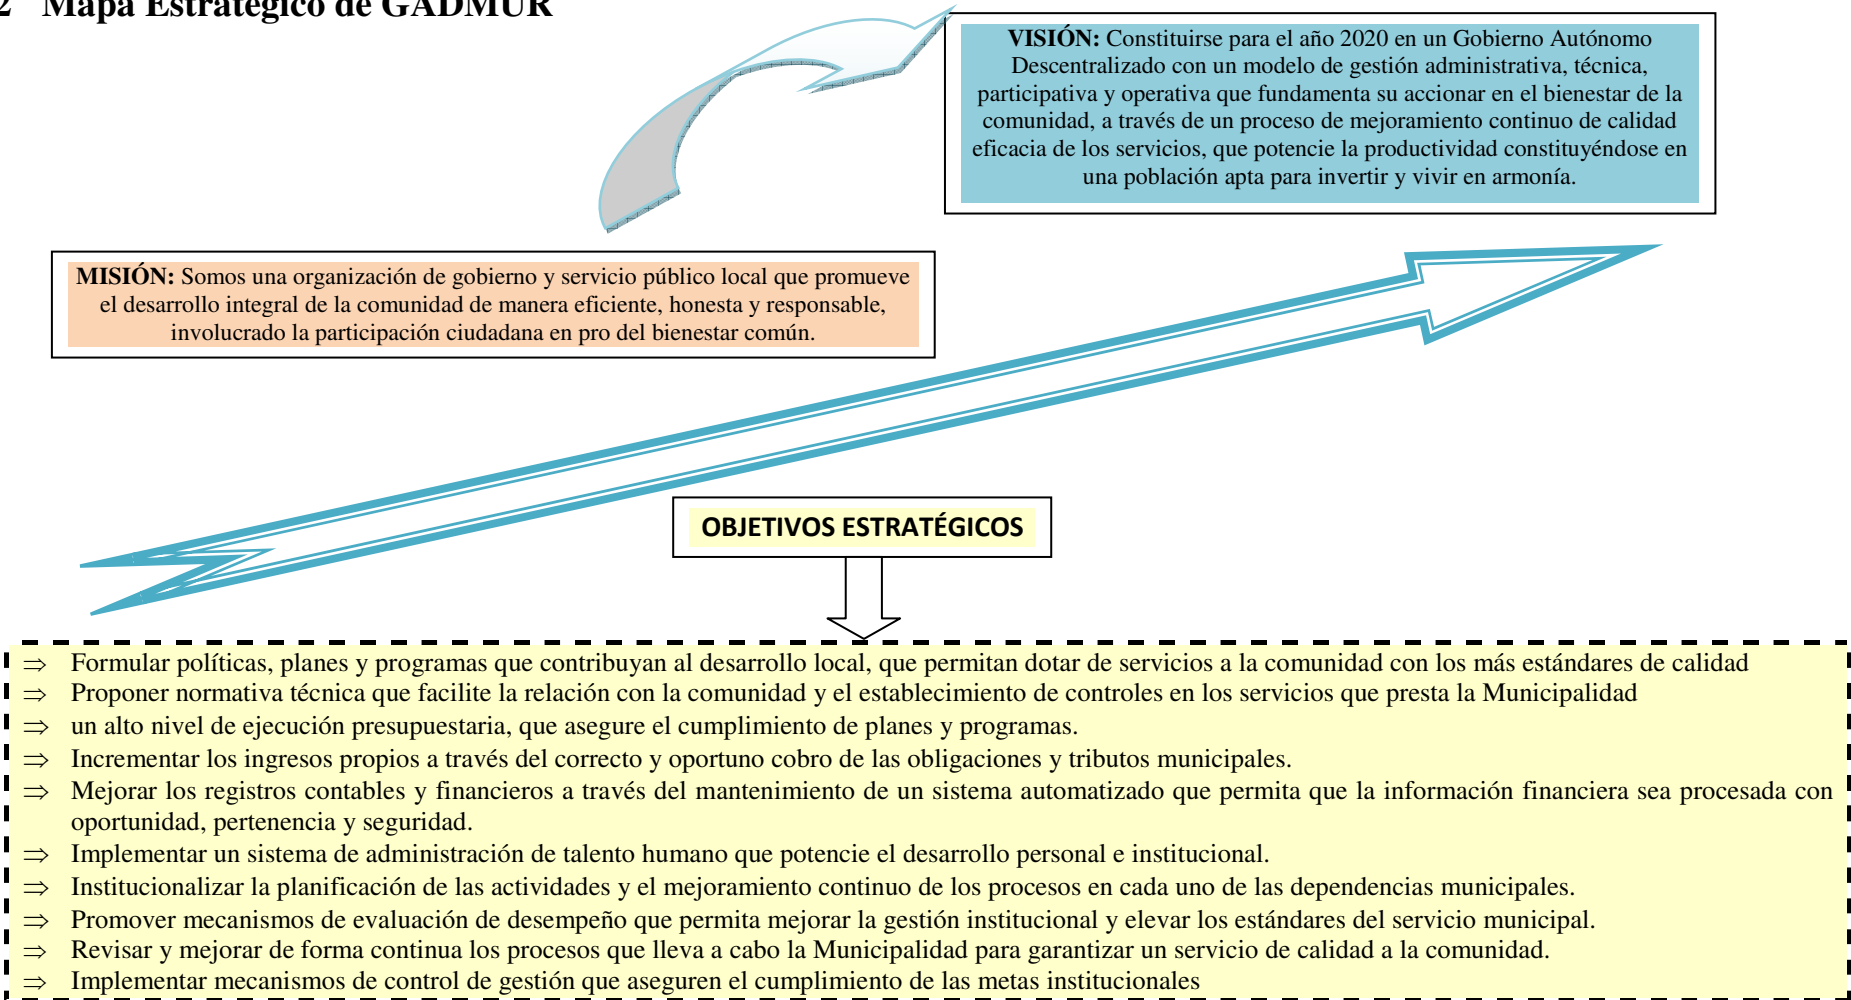 2 Mapa Estratégico de GADMUR
VISIÓN: Constituirse para el año 2020 en un Gobierno Autónomo
Descentralizado con un modelo de gestión administrativa, técnica,
participativa y operativa que fundamenta su accionar en el bienestar de la
comunidad, a través de un proceso de mejoramiento continuo de calidad
eficacia de los servicios, que potencie la productividad constituyéndose en
una población apta para invertir y vivir en armonía.
MISIÓN: Somos una organización de gobierno y servicio público local que promueve
el desarrollo integral de la comunidad de manera eficiente, honesta y responsable,
involucrado la participación ciudadana en pro del bienestar común.
OBJETIVOS ESTRATÉGICOS
⇒ Formular políticas, planes y programas que contribuyan al desarrollo local, que permitan dotar de servicios a la comunidad con los más estándares de calidad
⇒ Proponer normativa técnica que facilite la relación con la comunidad y el establecimiento de controles en los servicios que presta la Municipalidad
⇒ un alto nivel de ejecución presupuestaria, que asegure el cumplimiento de planes y programas.
⇒ Incrementar los ingresos propios a través del correcto y oportuno cobro de las obligaciones y tributos municipales.
⇒ Mejorar los registros contables y financieros a través del mantenimiento de un sistema automatizado que permita que la información financiera sea procesada con
oportunidad, pertenencia y seguridad.
⇒ Implementar un sistema de administración de talento humano que potencie el desarrollo personal e institucional.
⇒ Institucionalizar la planificación de las actividades y el mejoramiento continuo de los procesos en cada uno de las dependencias municipales.
⇒ Promover mecanismos de evaluación de desempeño que permita mejorar la gestión institucional y elevar los estándares del servicio municipal.
⇒ Revisar y mejorar de forma continua los procesos que lleva a cabo la Municipalidad para garantizar un servicio de calidad a la comunidad.
⇒ Implementar mecanismos de control de gestión que aseguren el cumplimiento de las metas institucionales